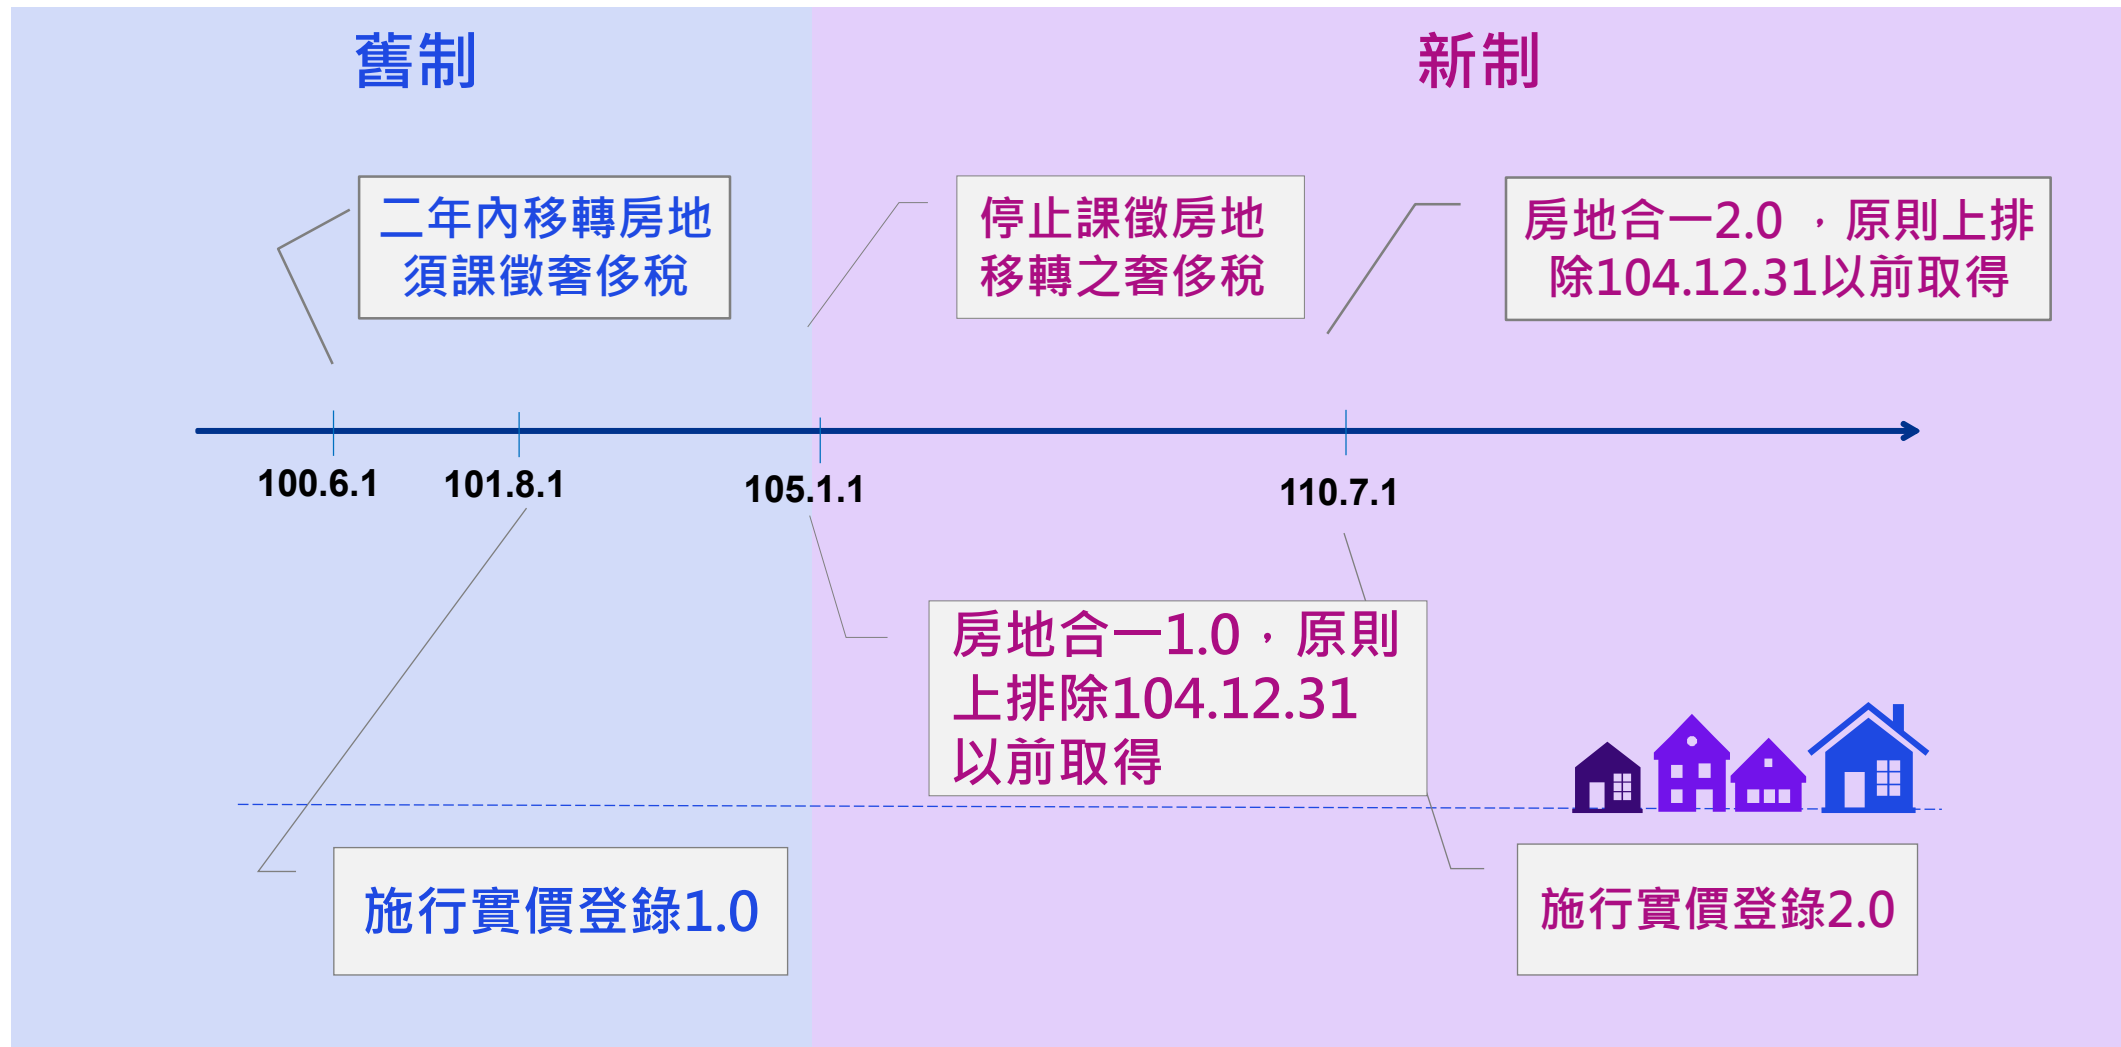 舊制
新制
二年內移轉房地
須課徵奢侈稅
停止課徵房地
移轉之奢侈稅
房地合一2.0 ，原則上排
除104.12.31以前取得
100.6.1
101.8.1
105.1.1
110.7.1
房地合一1.0，原則
上排除104.12.31
以前取得
施行實價登錄1.0
施行實價登錄2.0